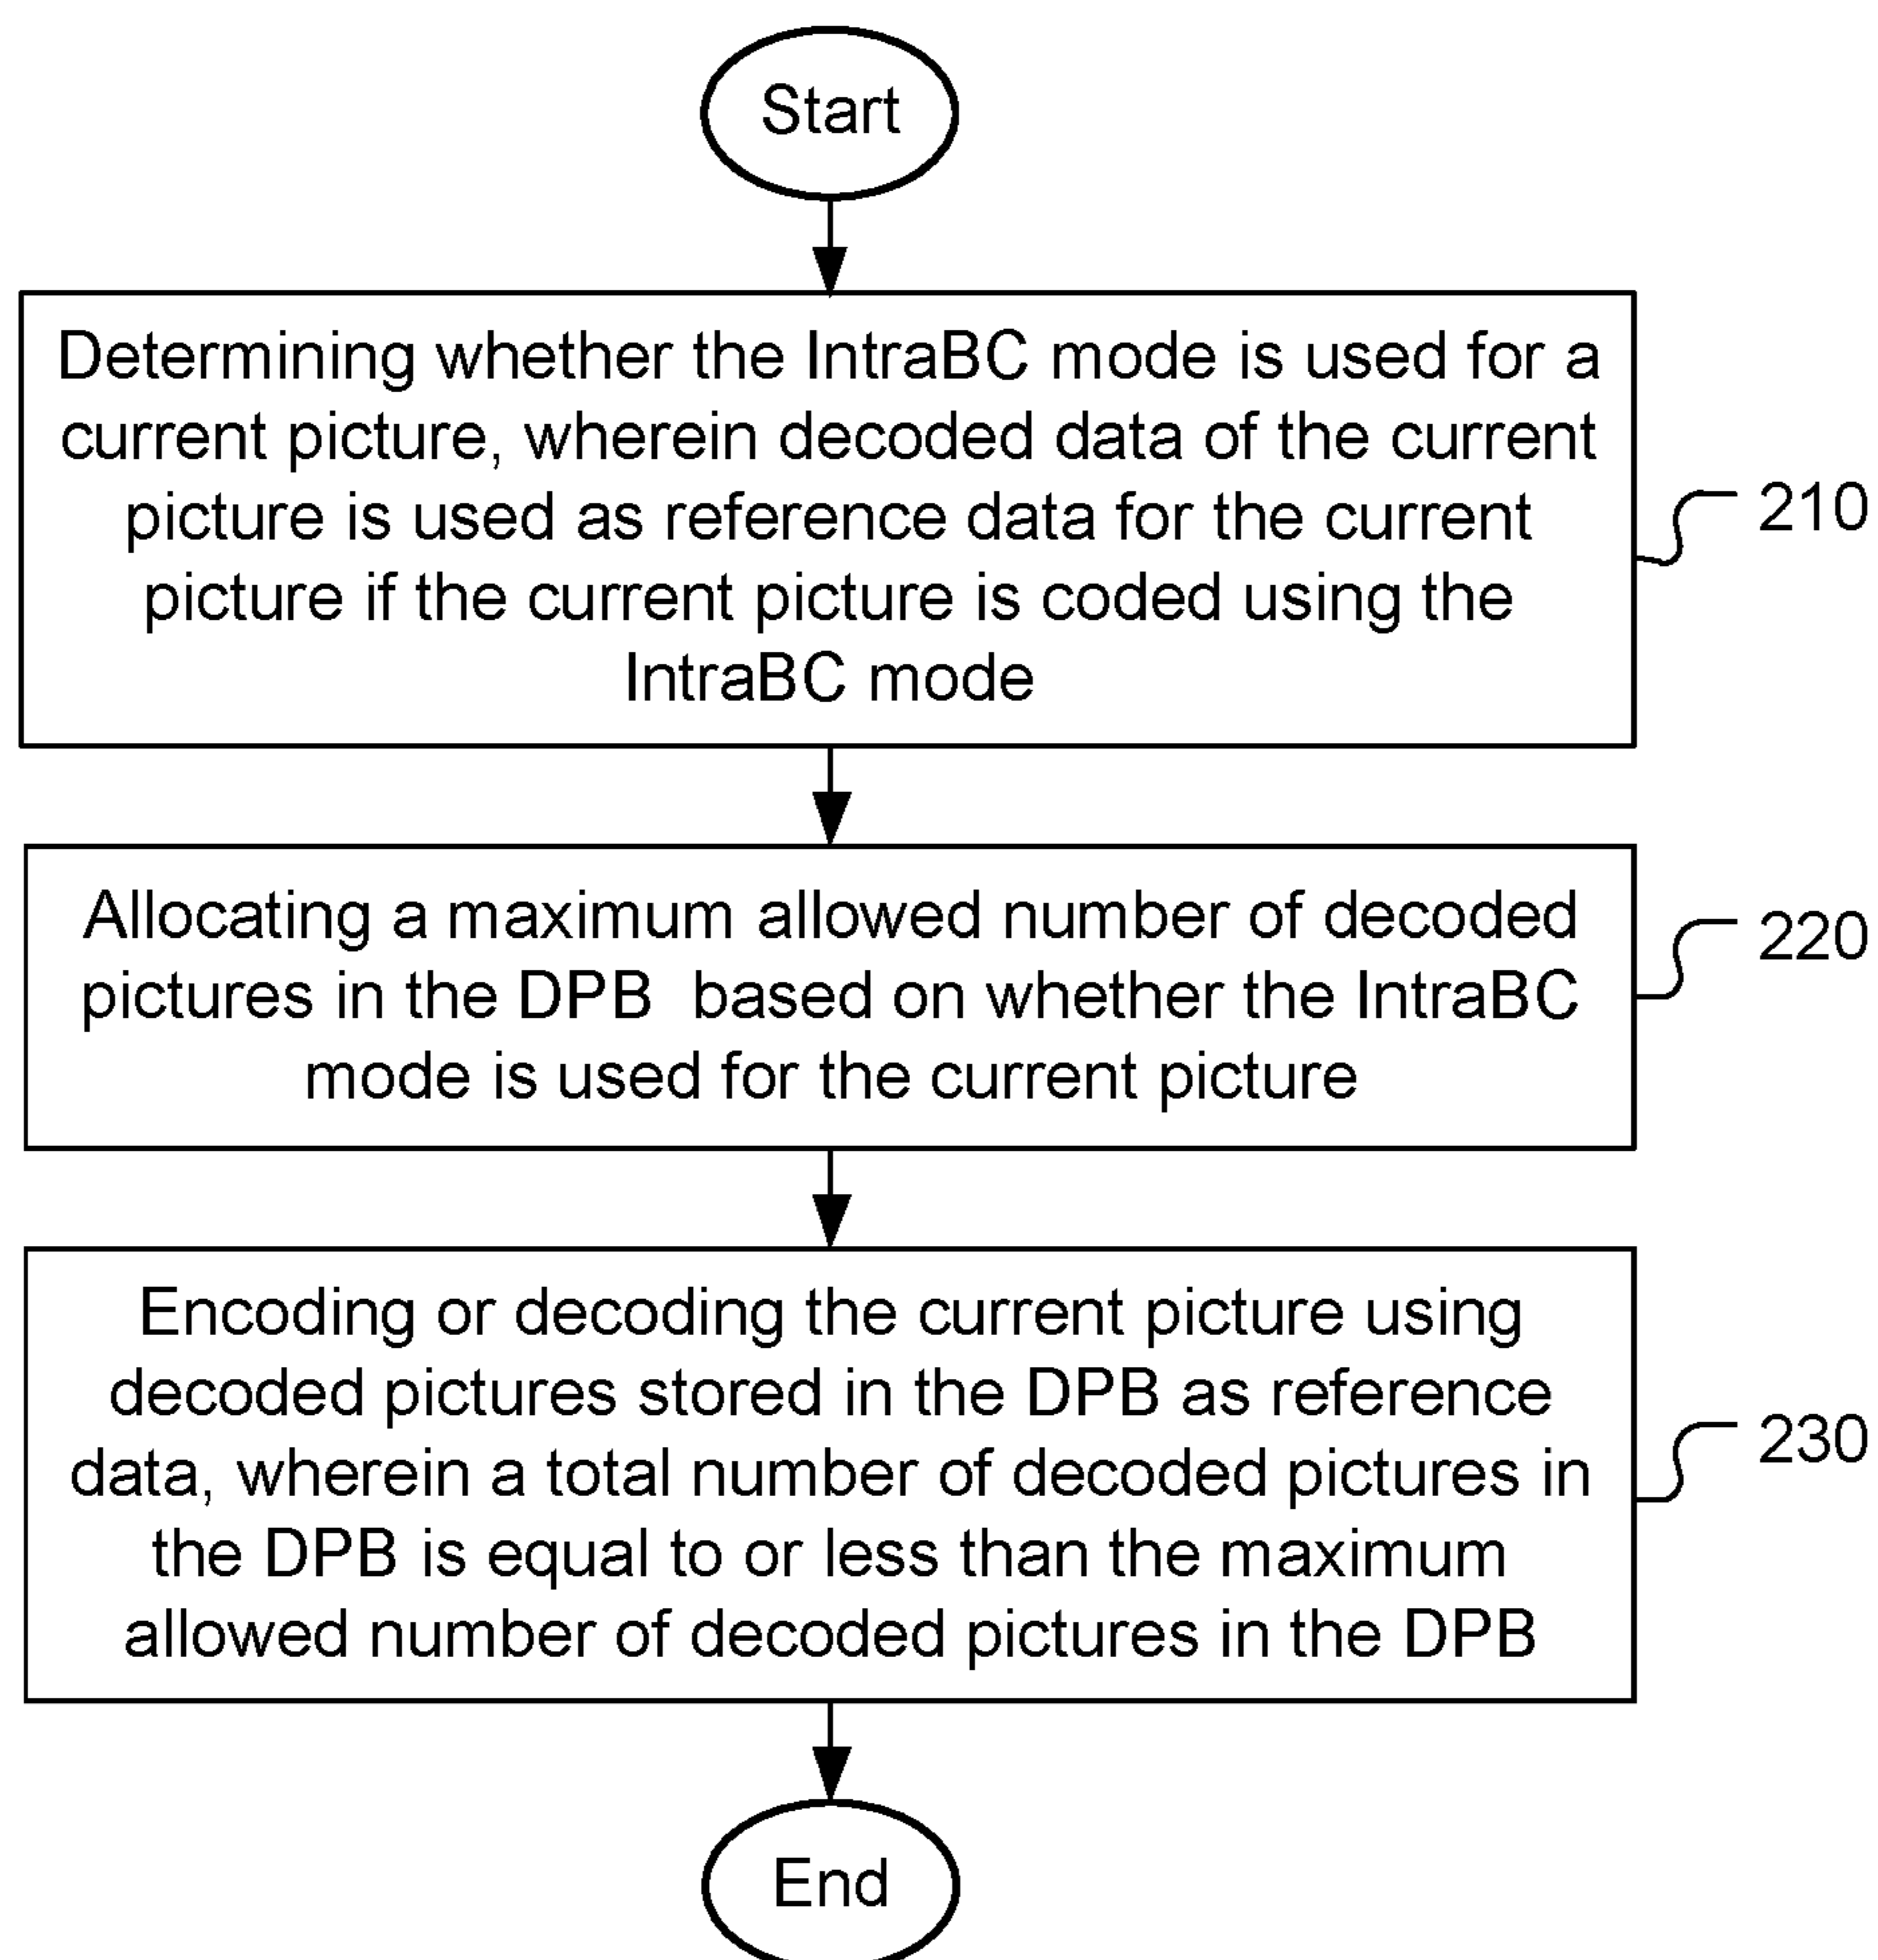 Start
Determining whether the IntraBC mode is used for a
current picture, wherein decoded data of the current
picture is used as reference data for the current
picture if the current picture is coded using the
IntraBC mode
210
Allocating a maximum allowed number of decoded
pictures in the DPB based on whether the IntraBC
mode is used for the current picture
220
Encoding or decoding the current picture using
decoded pictures stored in the DPB as reference
data, wherein a total number of decoded pictures in
the DPB is equal to or less than the maximum
allowed number of decoded pictures in the DPB
230
End